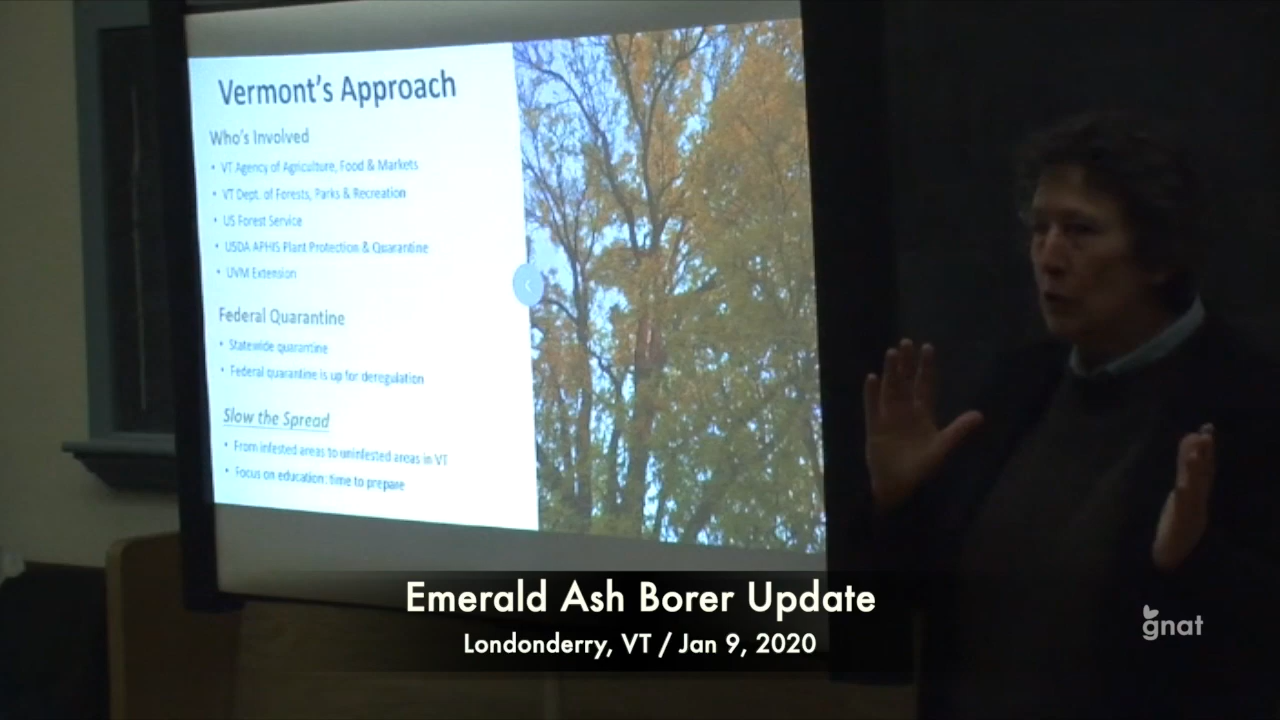 Vermont's Approach
Who's Involved
• VT Agency of Agriculture, Food & Markets
• VT Dept. of Forests, Parks & Recreation
• US Forest Service
• USDA APHIS Plant Protection & Quarantine
• UVM Extension
Federal Quarantine
• Statewide quarantine
• Federal quarantine is up for deregulation
Slow the Spread
• From infested areas to uninfested areas in VT
• Focus on education: time to prepare
Emerald Ash Borer Update
Londonderry, VT / Jan 9, 2020
gnat